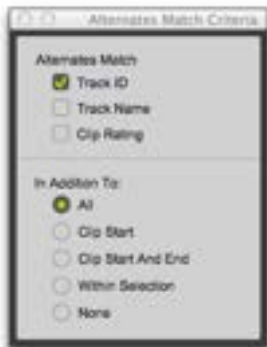 Alternates Match Criteria
Alternates Match
Track ID
Track Name
Clip Rating
In Addition To:
All
Clip Start
Clip Start And End
Within Selection
None